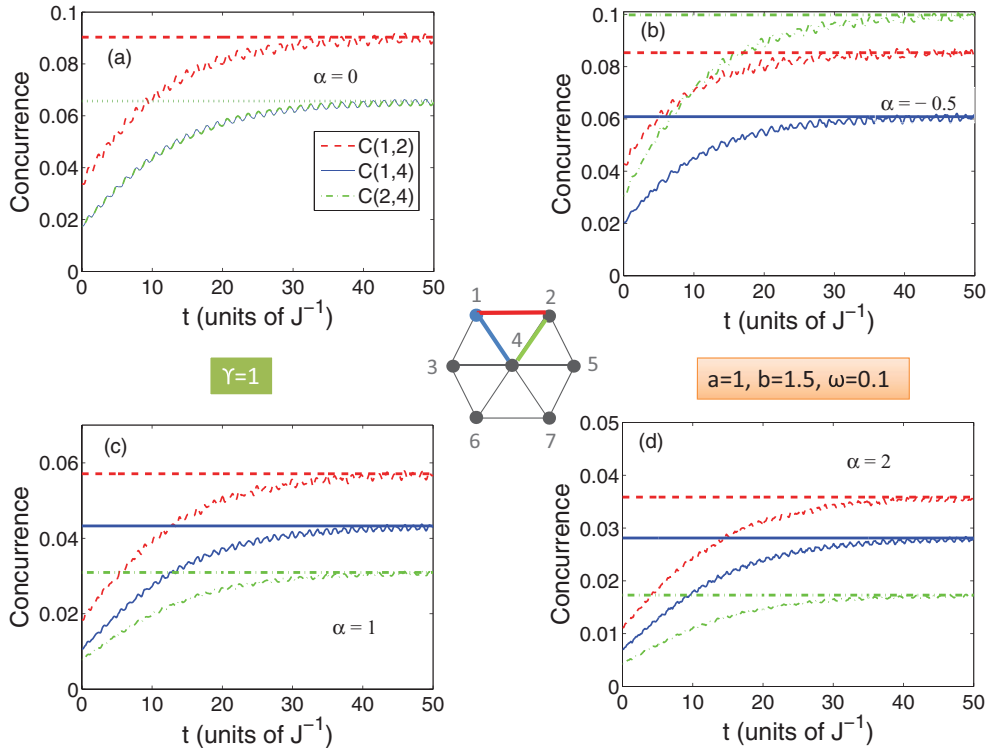 0.1
0.08
0.06
0.04
0.02
0
Concurrence
(a)
α = 0
C(1,2)
C(1,4)
C(2,4)
0 10 20 30 40 50
t (units of J⁻¹)
0.1
0.08
0.06
0.04
0.02
0
Concurrence
(b)
α = − 0.5
0 10 20 30 40 50
t (units of J⁻¹)
1 2
3 4 5
6 7
ϒ=1
a=1, b=1.5, ω=0.1
0.06
0.04
0.02
0
Concurrence
(c)
α = 1
0 10 20 30 40 50
t (units of J⁻¹)
0.05
0.04
0.03
0.02
0.01
0
Concurrence
(d)
α = 2
0 10 20 30 40 50
t (units of J⁻¹)